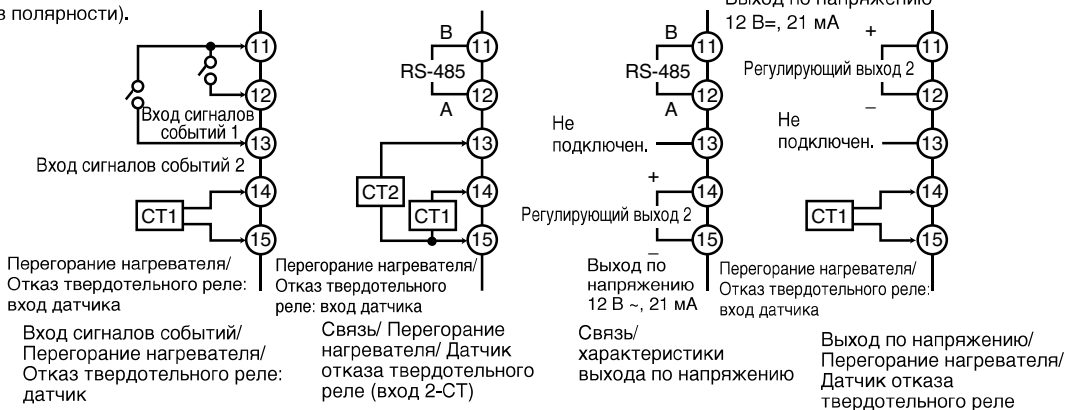 в полярности).
11
12
Вход сигналов
событий 1
13
Вход сигналов событий 2
14
CT1
15
Перегорание нагревателя/
Отказ твердотельного реле:
вход датчика
Вход сигналов событий/
Перегорание нагревателя/
Отказ твердотельного реле:
датчик
B
11
RS-485
12
A
13
CT2
14
CT1
15
Перегорание нагревателя/
Отказ твердотельного
реле: вход датчика
Связь/ Перегорание
нагревателя/ Датчик
отказа твердотельного
реле (вход 2-СТ)
B
11
RS-485
12
A
Не
подключен.
13
+
14
Регулирующий выход 2
15
–
Выход по
напряжению
12 В ~, 21 мА
Связь/
характеристики
выхода по напряжению
Выход по напряжению
12 В=, 21 мА
+
11
Регулирующий выход 2
12
–
Не
подключен.
13
14
CT1
15
Перегорание нагревателя/
Отказ твердотельного реле:
вход датчика
Выход по напряжению/
Перегорание нагревателя/
Датчик отказа
твердотельного реле